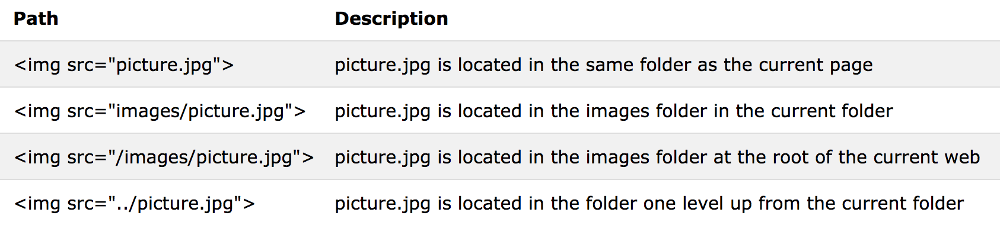 Path Description
<img src="picture.jpg"> picture.jpg is located in the same folder as the current page
<img src="images/picture.jpg"> picture.jpg is located in the images folder in the current folder
<img src="/images/picture.jpg"> picture.jpg is located in the images folder at the root of the current web
<img src="../picture.jpg"> picture.jpg is located in the folder one level up from the current folder